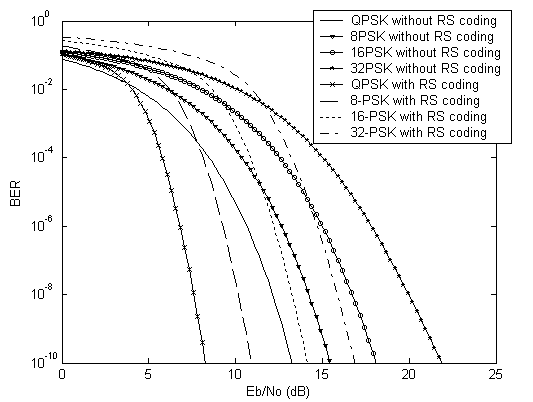 QPSK without RS coding
8PSK without RS coding
16PSK without RS coding
32PSK without RS coding
QPSK with RS coding
8-PSK with RS coding
16-PSK with RS coding
32-PSK with RS coding
10^0
10^-2
10^-4
10^-6
10^-8
10^-10
BER
0 5 10 15 20 25
Eb/No (dB)